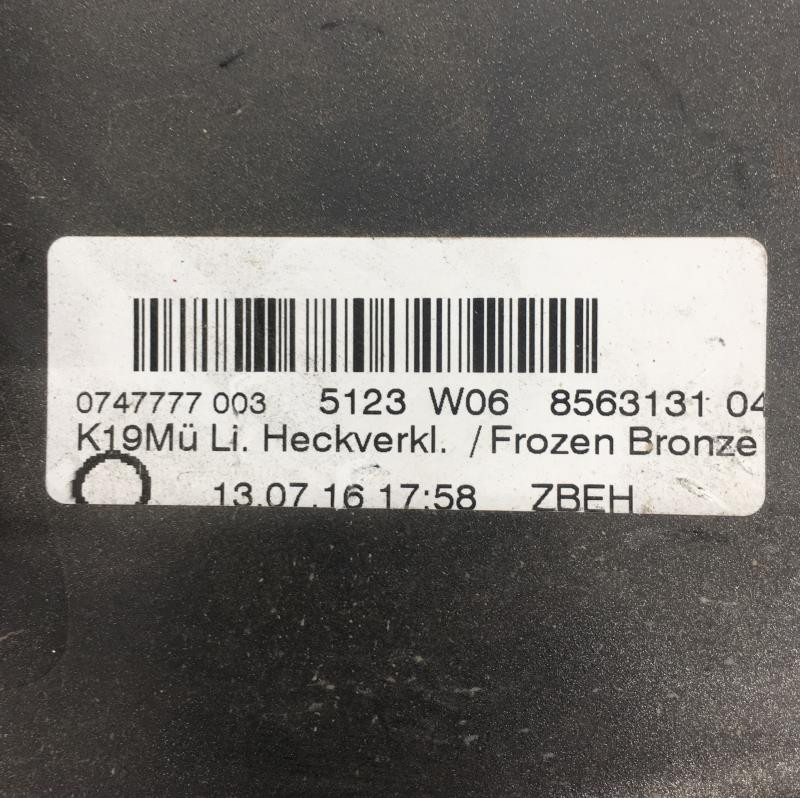 0747777 003 5123 W06 8563131 04
K19Mü Li. Heckverkl. / Frozen Bronze
13.07.16 17:58 ZBEH